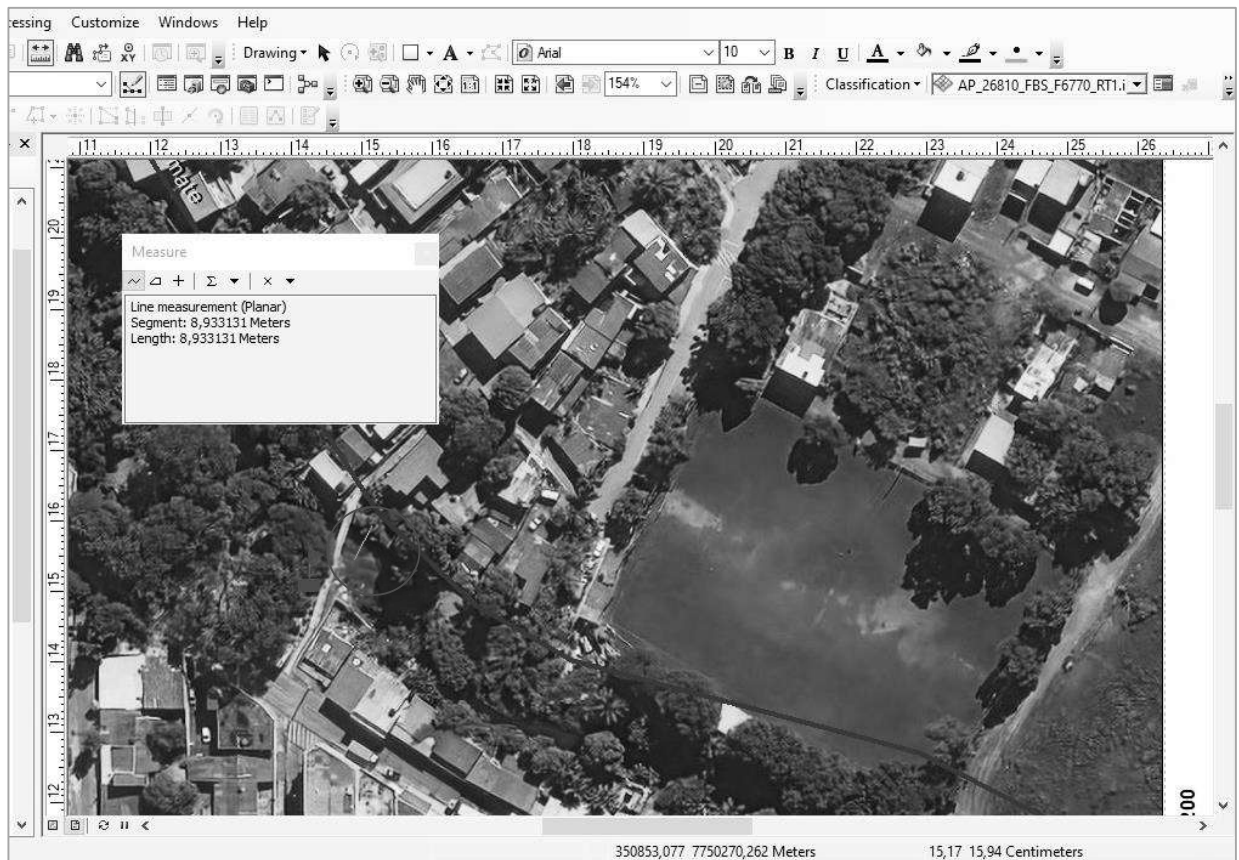 essing Customize Windows Help
Drawing A Arial 10 B I U A
154% Classification AP_26810_FBS_F6770_RT1.i
11 12 13 14 15 16 17 18 19 20 21 22 23 24 25 26
mate
20
19
18
17
16
15
14
13
12
Measure
Line measurement (Planar)
Segment: 8,933131 Meters
Length: 8,933131 Meters
200
350853,077 7750270,262 Meters 15,17 15,94 Centimeters